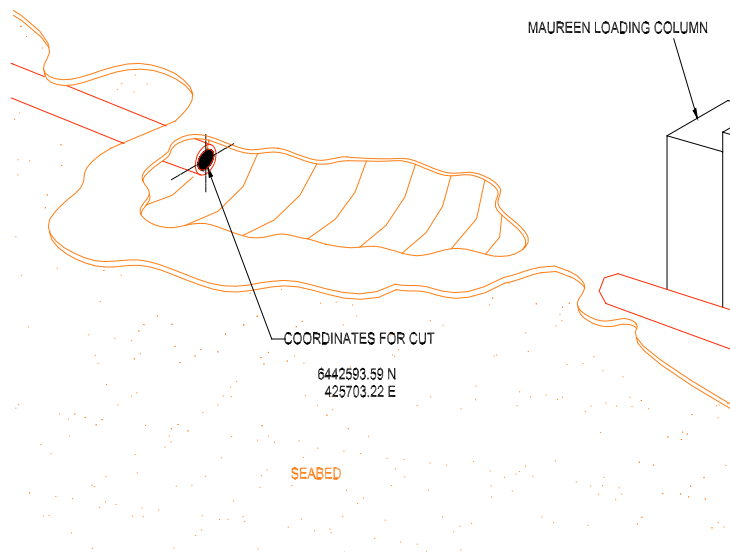 MAUREEN LOADING COLUMN
COORDINATES FOR CUT
6442593.59 N
425703.22 E
SEABED